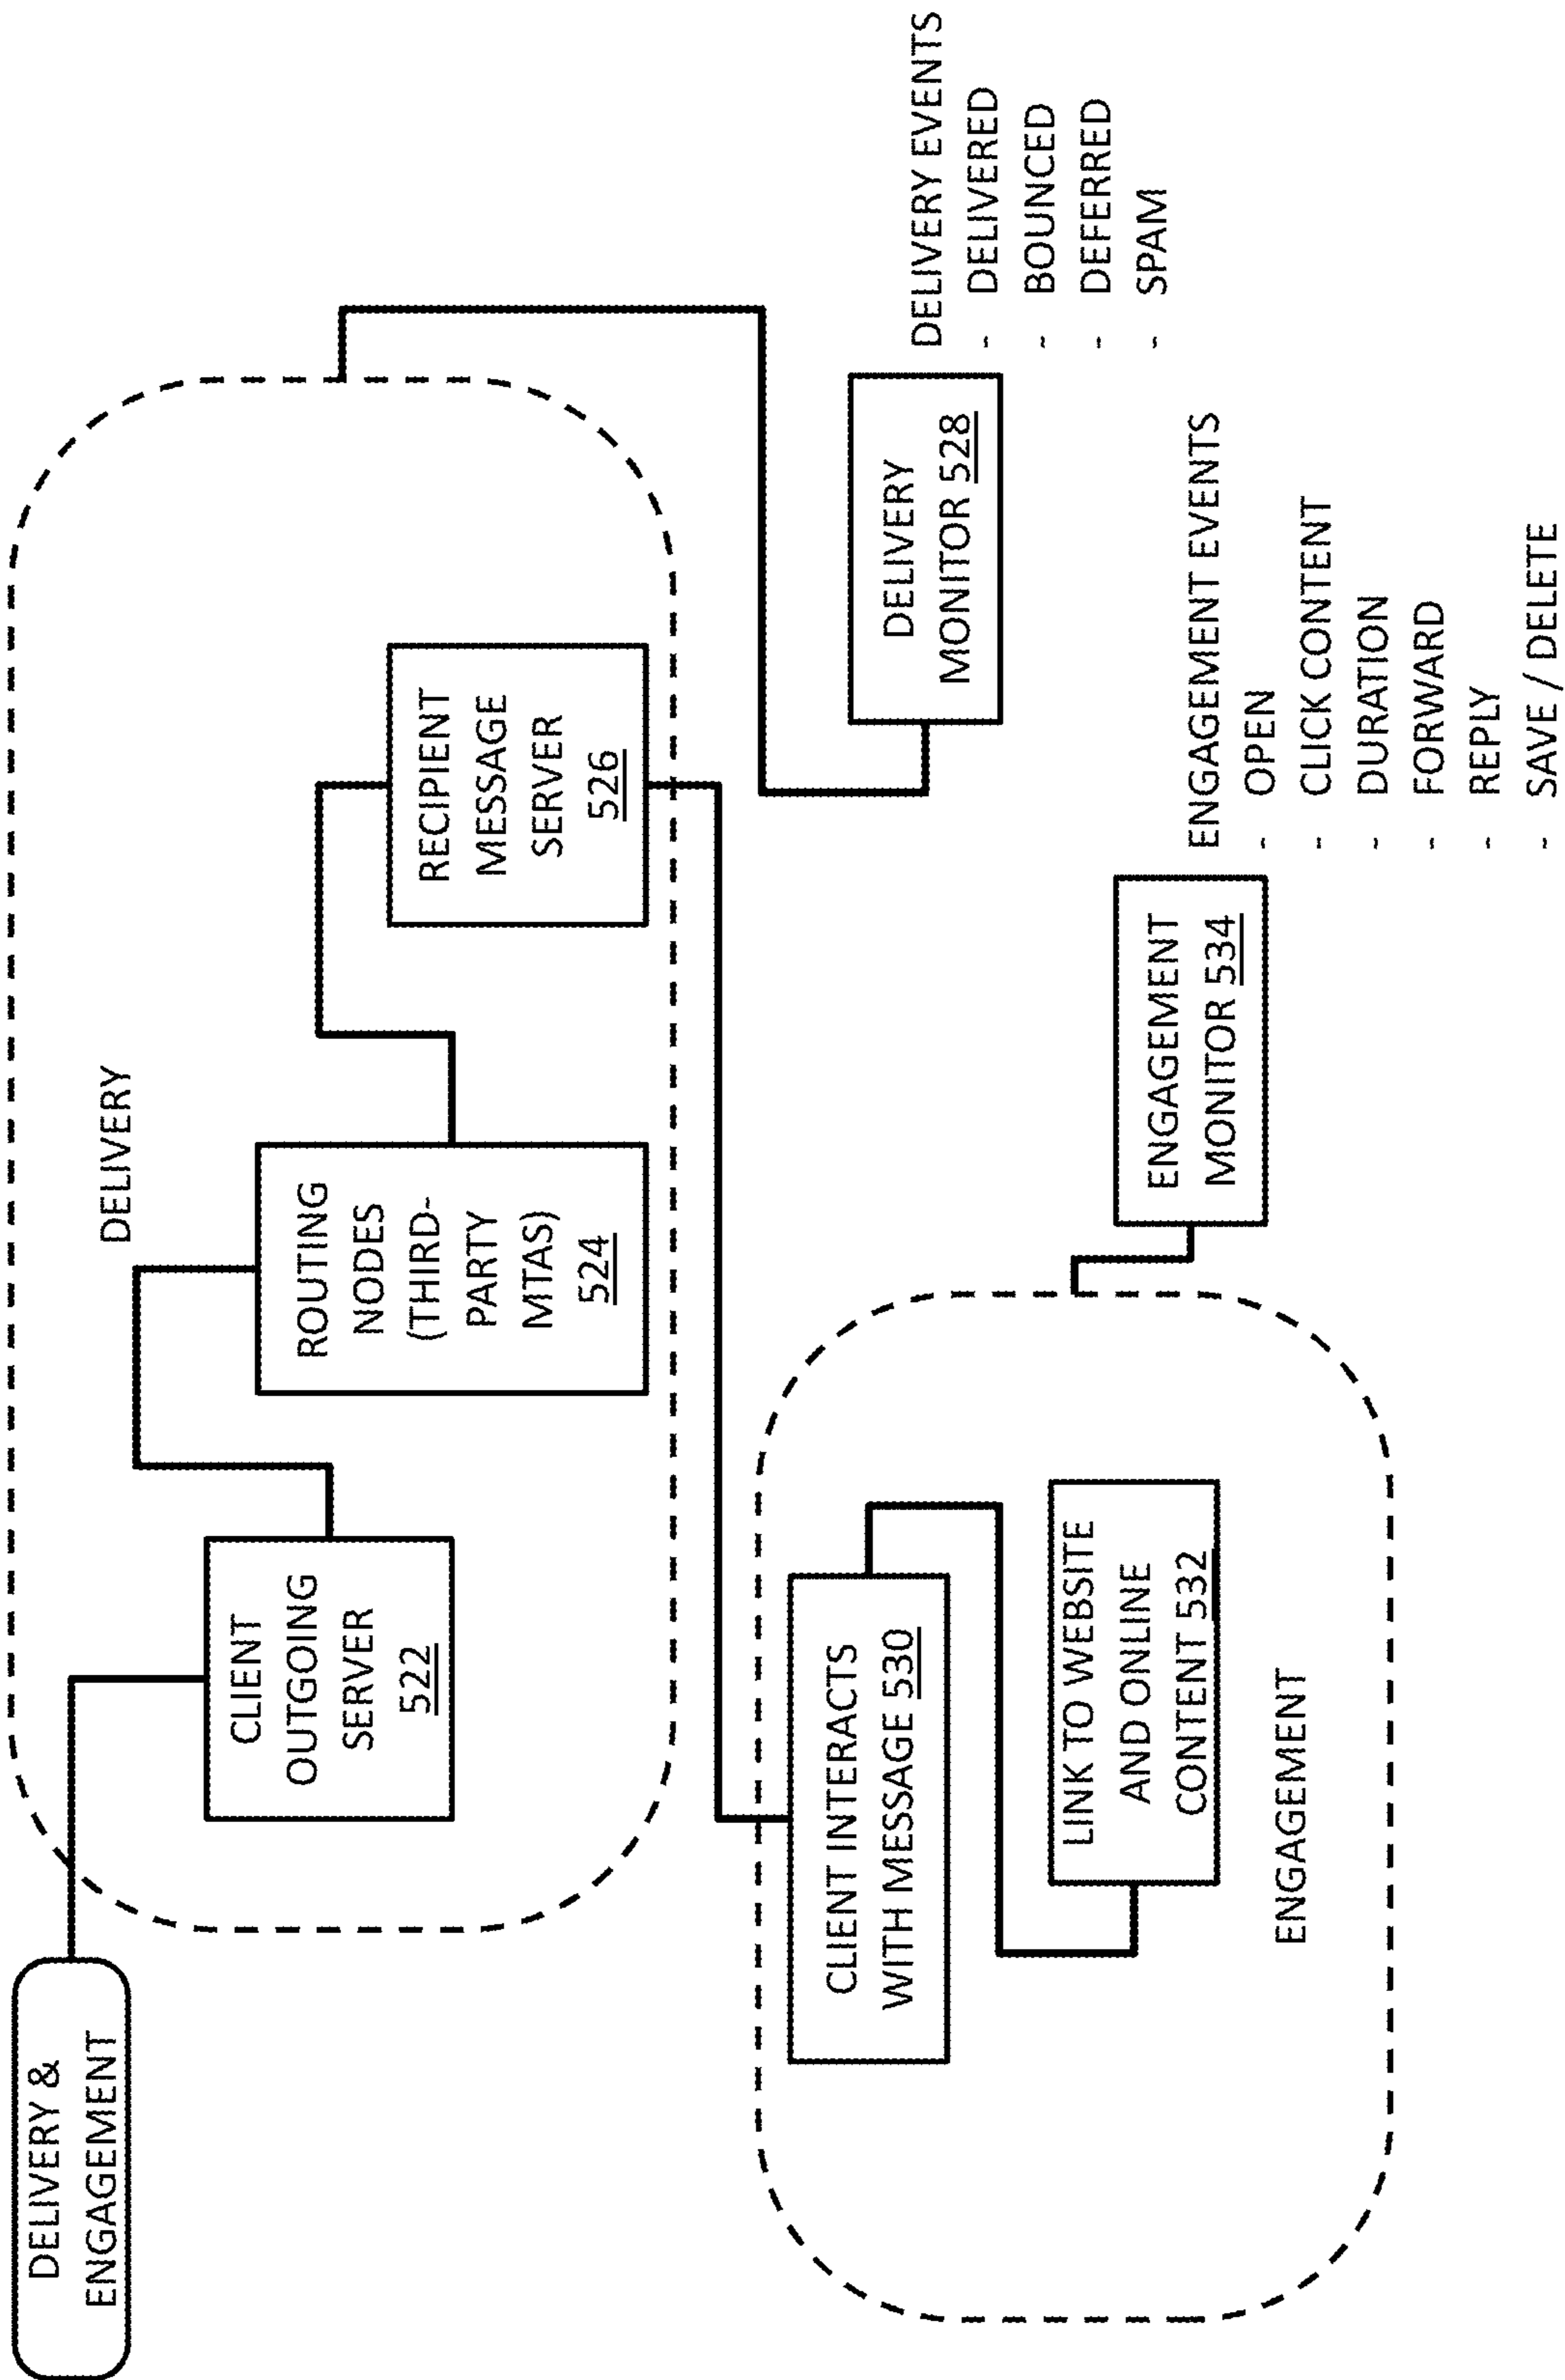 DELIVERY &
ENGAGEMENT
DELIVERY
CLIENT
OUTGOING
SERVER
522
ROUTING
NODES
(THIRD-
PARTY
MTAS)
524
RECIPIENT
MESSAGE
SERVER
526
DELIVERY
MONITOR 528
DELIVERY EVENTS
- DELIVERED
- BOUNCED
- DEFERRED
- SPAM
CLIENT INTERACTS
WITH MESSAGE 530
LINK TO WEBSITE
AND ONLINE
CONTENT 532
ENGAGEMENT
ENGAGEMENT
MONITOR 534
ENGAGEMENT EVENTS
- OPEN
- CLICK CONTENT
- DURATION
- FORWARD
- REPLY
- SAVE / DELETE